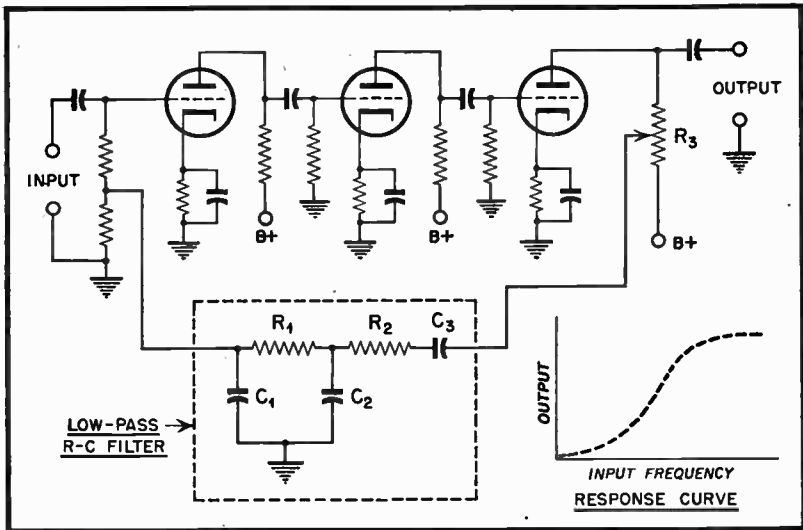 INPUT
B+
B+
OUTPUT
R3
B+
R1
R2
C3
C1
C2
LOW-PASS
R-C FILTER
OUTPUT
INPUT FREQUENCY
RESPONSE CURVE